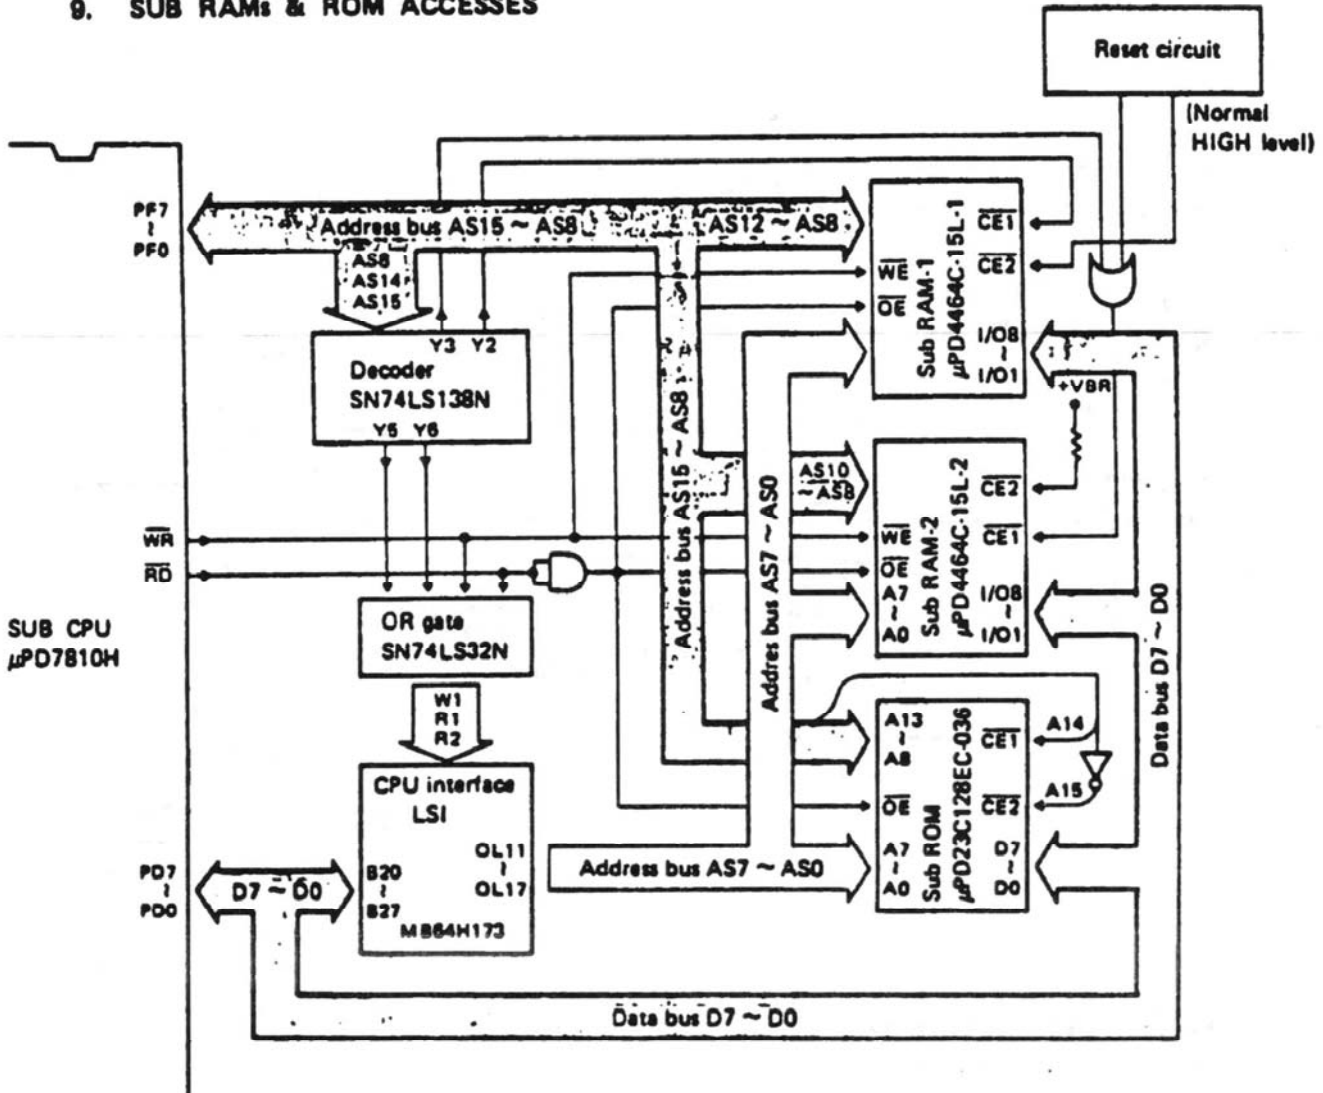 9. SUB RAMs & ROM ACCESSES
Reset circuit
(Normal
HIGH level)
PF7
~
PF0
Address bus AS15 ~ AS8
AS12 ~ AS8
AS8
AS14
AS15
WE
OE
Sub RAM-1
μPD4464C-15L-1
CE1
CE2
I/O8
~
I/O1
Y3 Y2
Decoder
SN74LS138N
Y5 Y6
+VBR
Address bus AS15 ~ AS8
Addres bus AS7 ~ AS0
AS10
~AS8
WE
OE
A7
~
A0
Sub RAM-2
μPD4464C-15L-2
CE2
CE1
I/O8
~
I/O1
WR
RD
SUB CPU
μPD7810H
OR gate
SN74LS32N
W1
R1
R2
Data bus D7 ~ D0
A13
~
A8
OE
A7
~
A0
Sub ROM
μPD23C128EC-036
CE1
CE2
D7
~
D0
A14
A15
CPU interface
LSI
OL11
~
OL17
B20
~
B27
MB64H173
Address bus AS7 ~ AS0
PD7
~
PD0
D7 ~ D0
Data bus D7 ~ D0